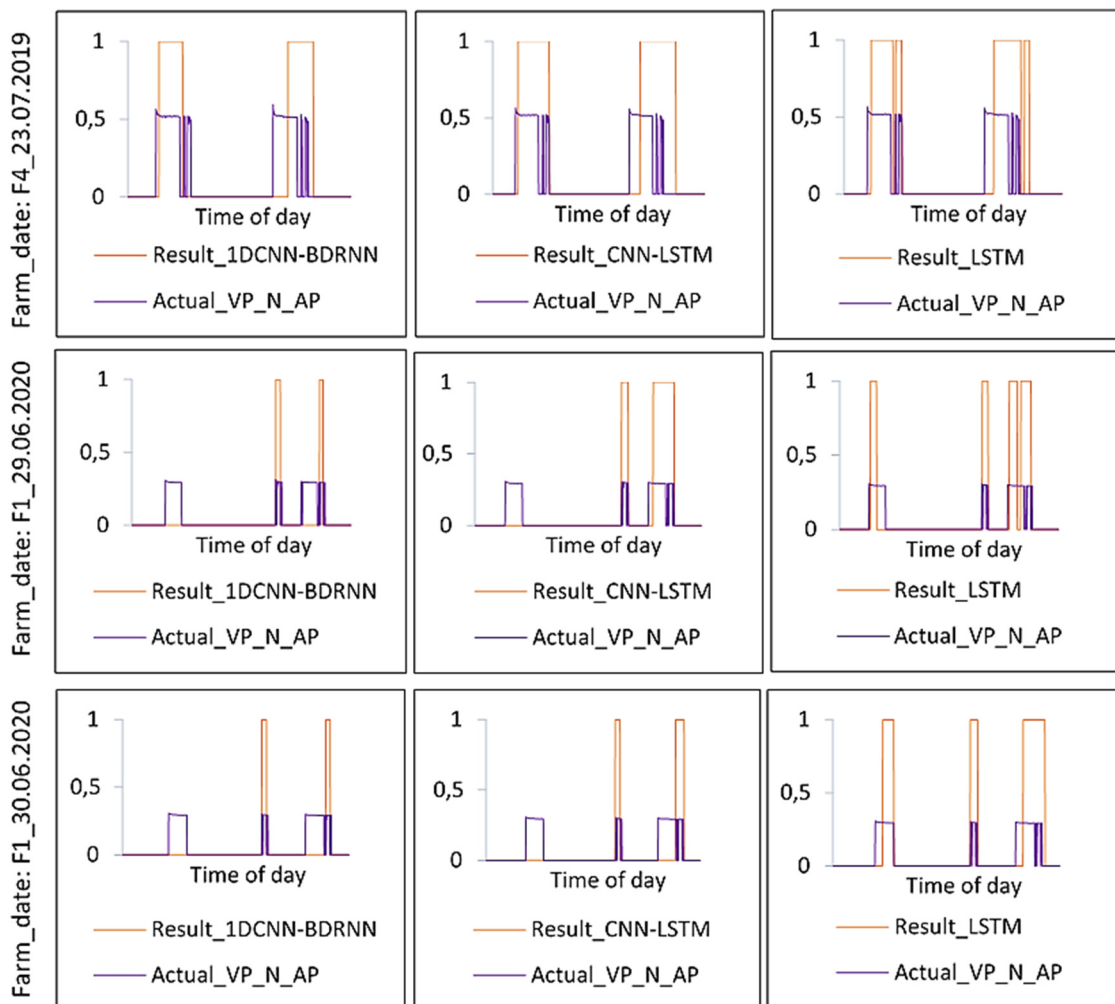 Farm_date: F4_23.07.2019
1
0,5
0
Time of day
Result_1DCNN-BDRNN
Actual_VP_N_AP
1
0,5
0
Time of day
Result_CNN-LSTM
Actual_VP_N_AP
1
0,5
0
Time of day
Result_LSTM
Actual_VP_N_AP
Farm_date: F1_29.06.2020
1
0,5
0
Time of day
Result_1DCNN-BDRNN
Actual_VP_N_AP
1
0,5
0
Time of day
Result_CNN-LSTM
Actual_VP_N_AP
1
0,5
0
Time of day
Result_LSTM
Actual_VP_N_AP
Farm_date: F1_30.06.2020
1
0,5
0
Time of day
Result_1DCNN-BDRNN
Actual_VP_N_AP
1
0,5
0
Time of day
Result_CNN-LSTM
Actual_VP_N_AP
1
0,5
0
Time of day
Result_LSTM
Actual_VP_N_AP